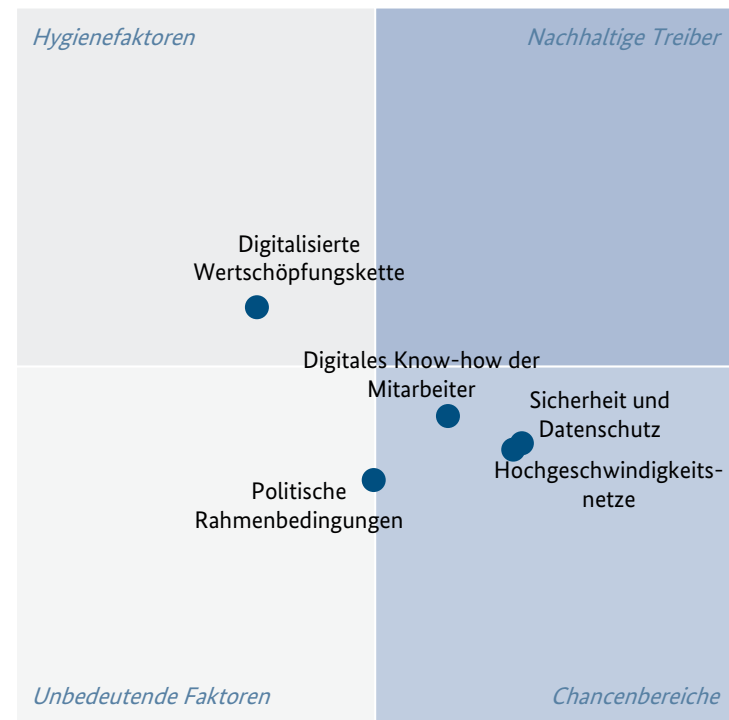 Hygienefaktoren
Nachhaltige Treiber
Digitalisierte
Wertschöpfungskette
Digitales Know-how der
Mitarbeiter
Sicherheit und
Datenschutz
Hochgeschwindigkeits-
netze
Politische
Rahmenbedingungen
Unbedeutende Faktoren
Chancenbereiche